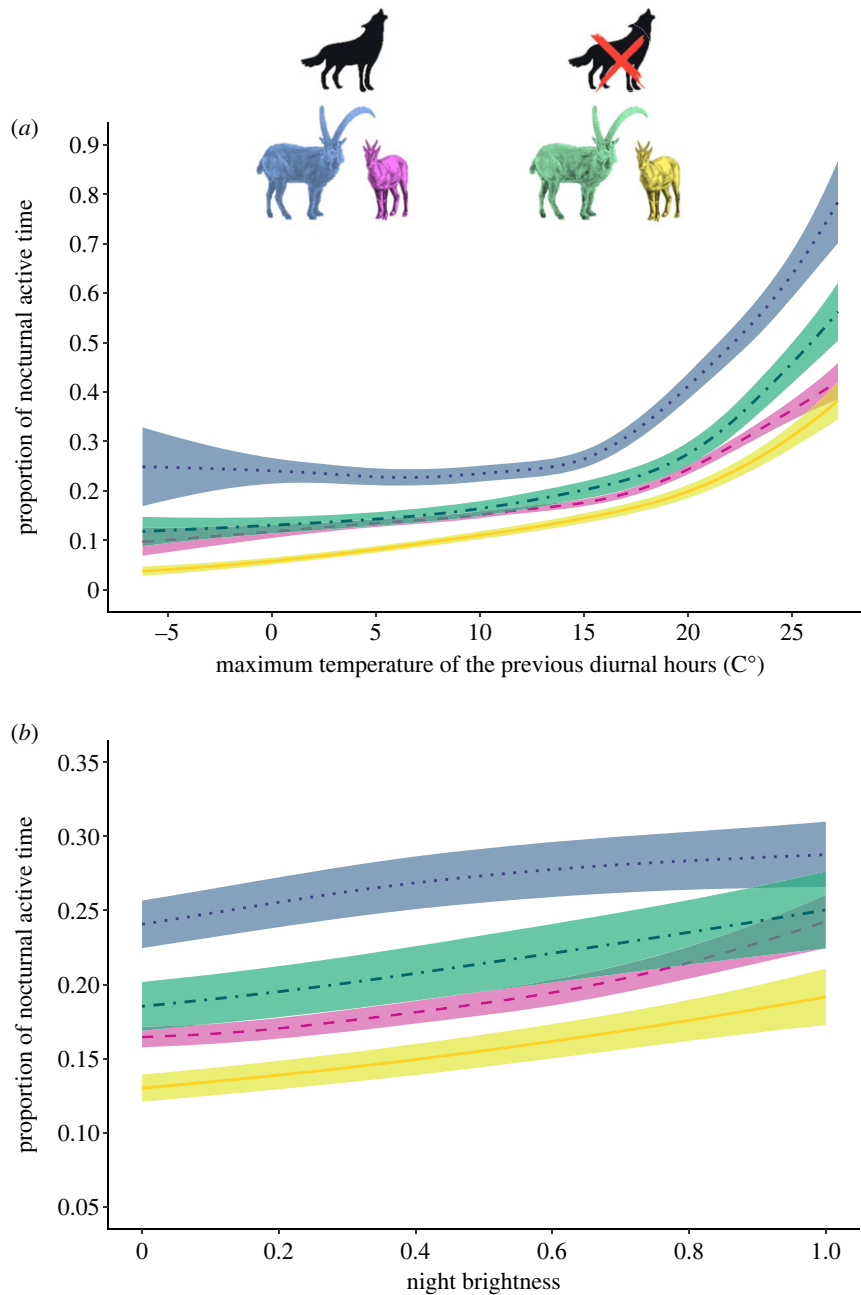 (a)
0.9
0.8
0.7
0.6
0.5
0.4
0.3
0.2
0.1
0
proportion of nocturnal active time
–5 0 5 10 15 20 25
maximum temperature of the previous diurnal hours (C°)
(b)
0.35
0.30
0.25
0.20
0.15
0.10
0.05
proportion of nocturnal active time
0 0.2 0.4 0.6 0.8 1.0
night brightness